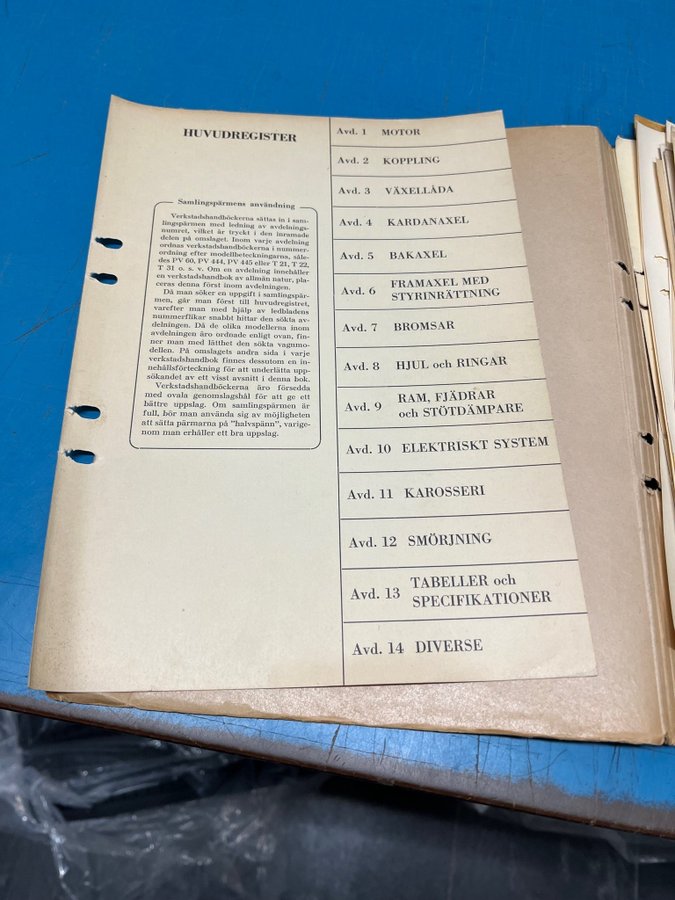 HUVUDREGISTER
Samlingspärmens användning
Verkstadshandböckerna sättas in i sam-
lingspärmen med ledning av avdelnings-
numret, vilket är tryckt i den inramade
delen på omslaget. Inom varje avdelning
ordnas verkstadshandböckerna i nummer-
ordning efter modellbeteckningarna, såle-
des PV 60, PV 444, PV 445 eller T 21, T 22,
T 31 o. s. v. Om en avdelning innehåller
en verkstadshandbok av allmän natur, pla-
ceras denna först inom avdelningen.
Då man söker en uppgift i samlingspär-
men, går man först till huvudregistret,
varefter man med hjälp av ledbladens
nummerflikar snabbt hittar den sökta av-
delningen. Då de olika modellerna inom
avdelningen äro ordnade enligt ovan, fin-
ner man med lätthet den sökta vagnmo-
dellen. På omslagets andra sida i varje
verkstadshandbok finnes dessutom en in-
nehållsförteckning för att underlätta upp-
sökandet av ett visst avsnitt i denna bok.
Verkstadshandböckerna äro försedda
med ovala genomslagshål för att ge ett
bättre uppslag. Om samlingspärmen är
full, bör man använda sig av möjligheten
att sätta pärmarna på "halvspänn", varige-
nom man erhåller ett bra uppslag.
Avd. 1 MOTOR
Avd. 2 KOPPLING
Avd. 3 VÄXELLÅDA
Avd. 4 KARDANAXEL
Avd. 5 BAKAXEL
Avd. 6 FRAMAXEL MED
STYRINRÄTTNING
Avd. 7 BROMSAR
Avd. 8 HJUL och RINGAR
Avd. 9 RAM, FJÄDRAR
och STÖTDÄMPARE
Avd. 10 ELEKTRISKT SYSTEM
Avd. 11 KAROSSERI
Avd. 12 SMÖRJNING
Avd. 13 TABELLER och
SPECIFIKATIONER
Avd. 14 DIVERSE